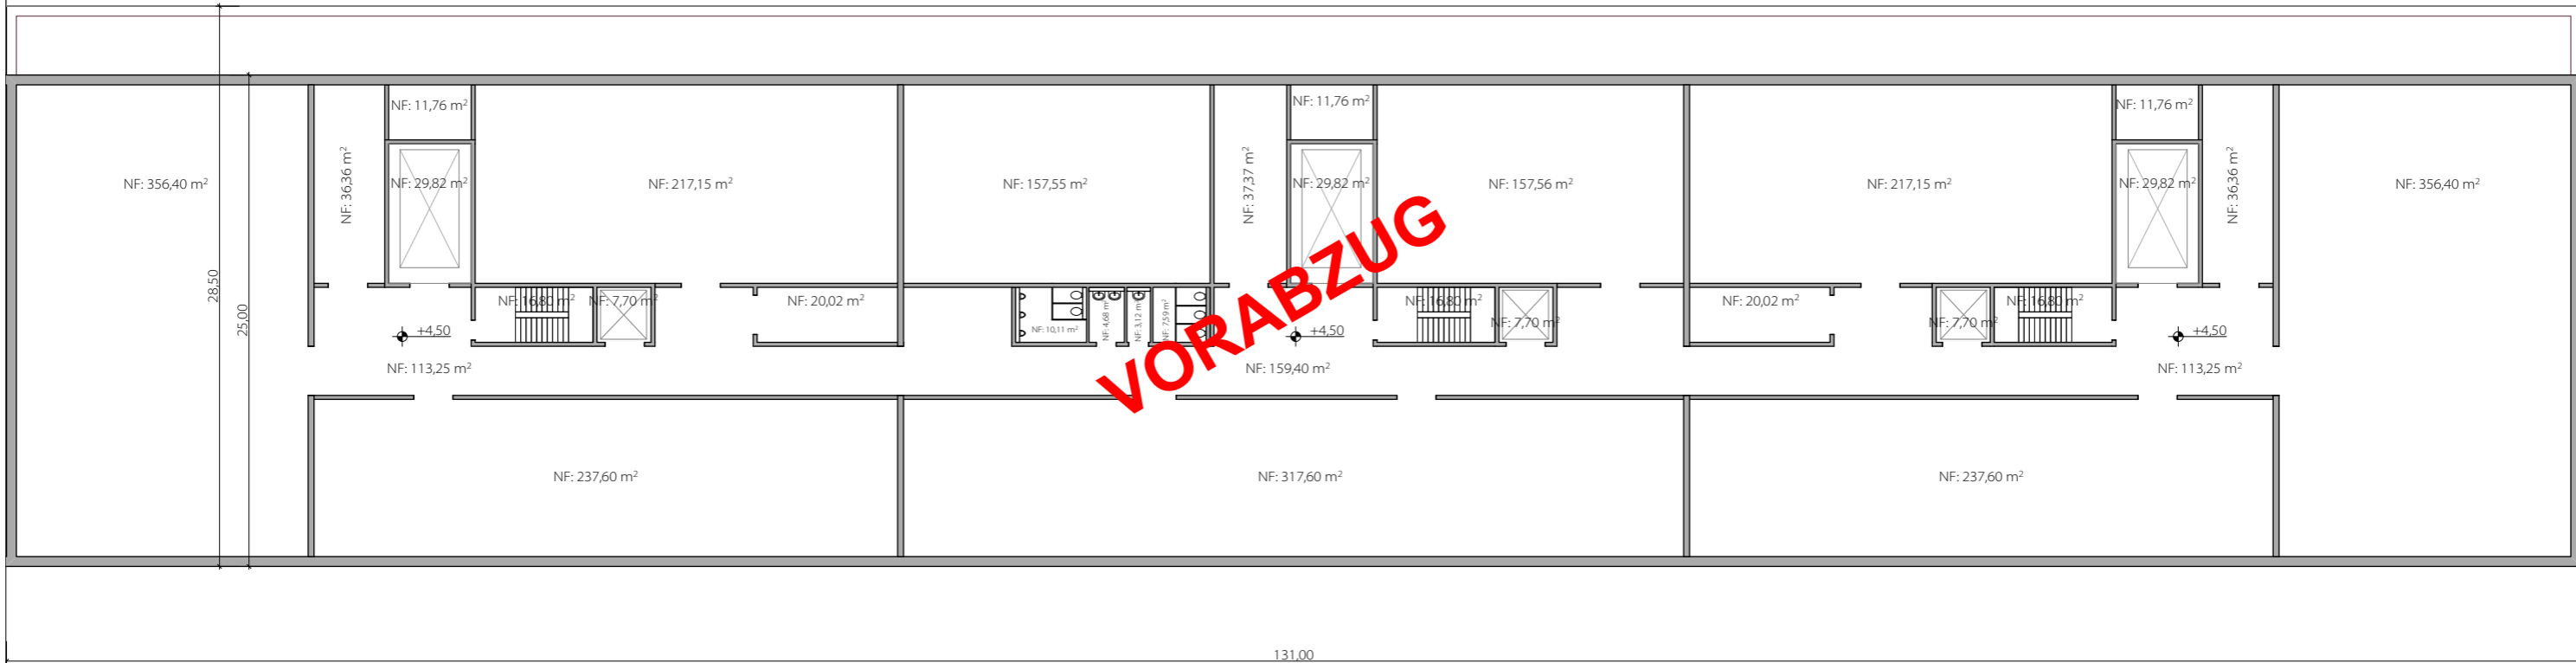 NF: 11,76 m²
NF: 11,76 m²
NF: 11,76 m²
NF: 356,40 m²
NF: 36,36 m²
NF: 29,82 m²
NF: 217,15 m²
NF: 157,55 m²
NF: 37,37 m²
NF: 29,82 m²
NF: 157,56 m²
NF: 217,15 m²
NF: 29,82 m²
NF: 36,36 m²
NF: 356,40 m²
28,50
25,00
NF: 16,80 m²
NF: 7,70 m²
NF: 20,02 m²
NF: 10,11 m²
NF: 4,68 m²
NF: 3,12 m²
NF: 7,59 m²
NF: 16,80 m²
NF: 7,70 m²
NF: 20,02 m²
NF: 7,70 m²
NF: 16,80 m²
+4,50
+4,50
+4,50
VORABZUG
NF: 113,25 m²
NF: 159,40 m²
NF: 113,25 m²
NF: 237,60 m²
NF: 317,60 m²
NF: 237,60 m²
131,00